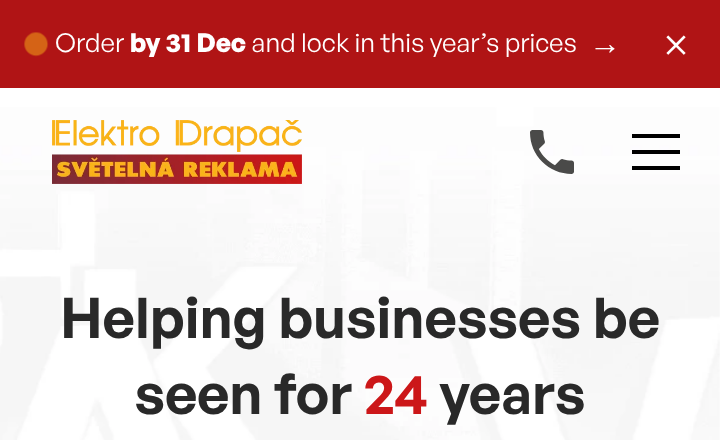 Order by 31 Dec and lock in this year’s prices →
Elektro Drapač
SVĚTELNÁ REKLAMA
Helping businesses be
seen for 24 years